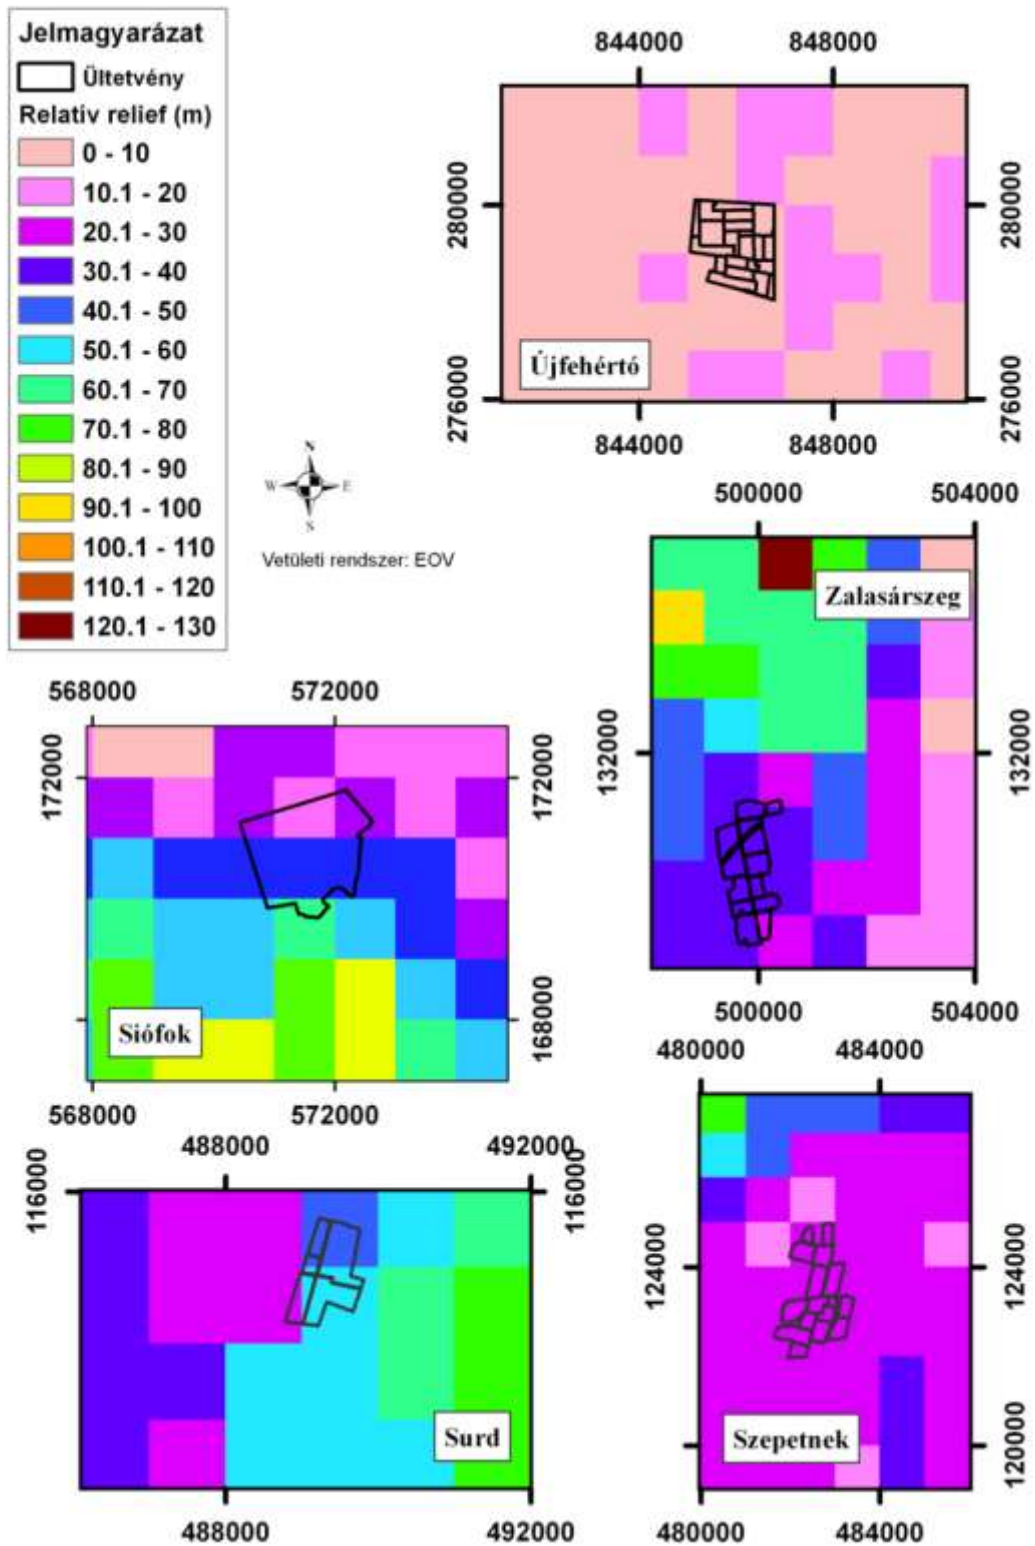 Jelmagyarázat
Ültetvény
Relatív relief (m)
0 - 10
10.1 - 20
20.1 - 30
30.1 - 40
40.1 - 50
50.1 - 60
60.1 - 70
70.1 - 80
80.1 - 90
90.1 - 100
100.1 - 110
110.1 - 120
120.1 - 130
844000 848000
280000 280000
276000 276000
Újfehértó
844000 848000
N
W E
S
Vetületi rendszer: EOV
500000 504000
Zalasárszeg
132000 132000
500000 504000
568000 572000
172000 172000
168000
Siófok
568000 572000
488000 492000
116000 116000
Surd
488000 492000
480000 484000
124000 124000
1200000
Szepetnek
480000 484000